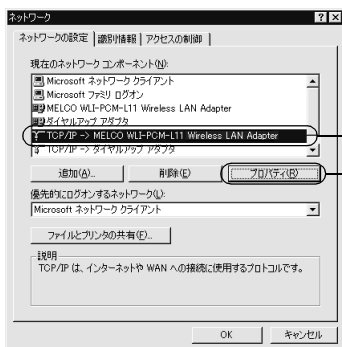 ネットワーク
ネットワークの設定 識別情報 アクセスの制御
現在のネットワーク コンポーネント(N):
Microsoft ネットワーク クライアント
Microsoft ファミリ ログオン
MELCO WLI-PCM-L11 Wireless LAN Adapter
ダイヤルアップ アダプタ
TCP/IP -> MELCO WLI-PCM-L11 Wireless LAN Adapter
TCP/IP -> ダイヤルアップ アダプタ
追加(A)... 削除(E) プロパティ(R)
優先的にログオンするネットワーク(L):
Microsoft ネットワーク クライアント
ファイルとプリンタの共有(F)...
説明
TCP/IP は、インターネットや WAN への接続に使用するプロトコルです。
OK キャンセル